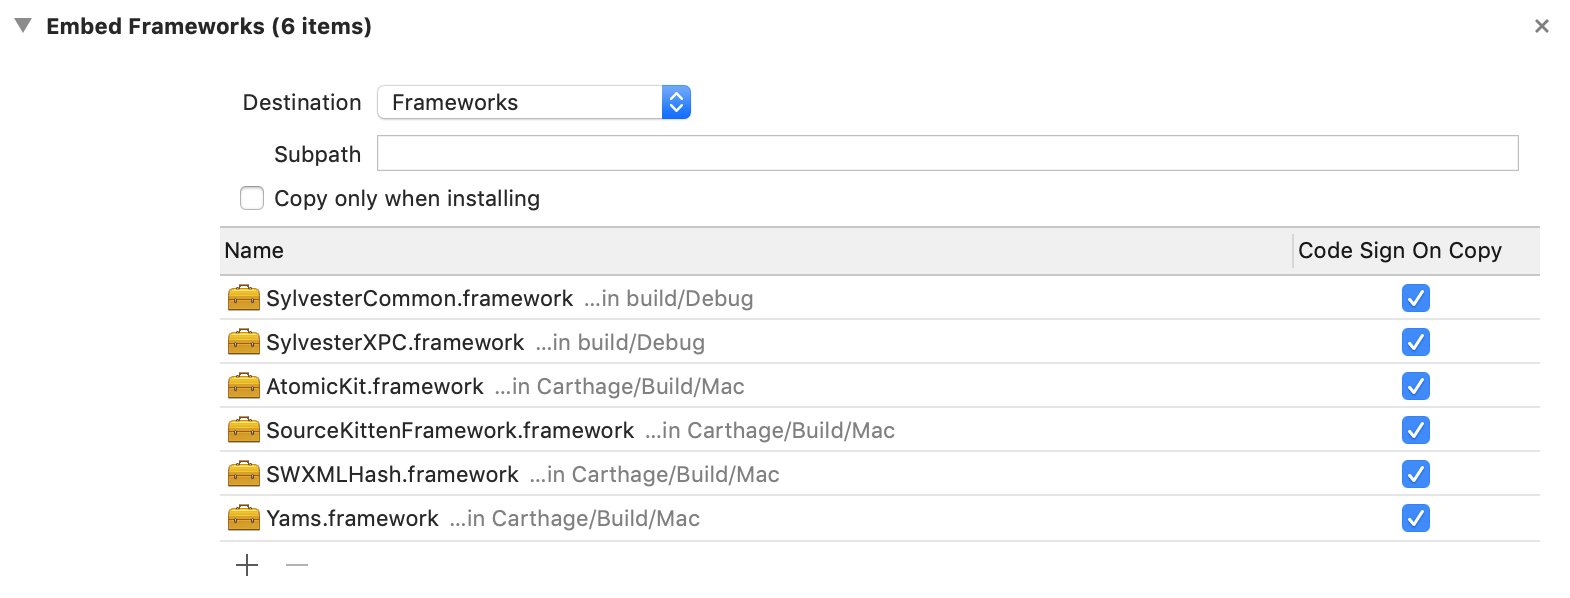 Embed Frameworks (6 items)
Destination Frameworks
Subpath
Copy only when installing
Name Code Sign On Copy
SylvesterCommon.framework ...in build/Debug
SylvesterXPC.framework ...in build/Debug
AtomicKit.framework ...in Carthage/Build/Mac
SourceKittenFramework.framework ...in Carthage/Build/Mac
SWXMLHash.framework ...in Carthage/Build/Mac
Yams.framework ...in Carthage/Build/Mac